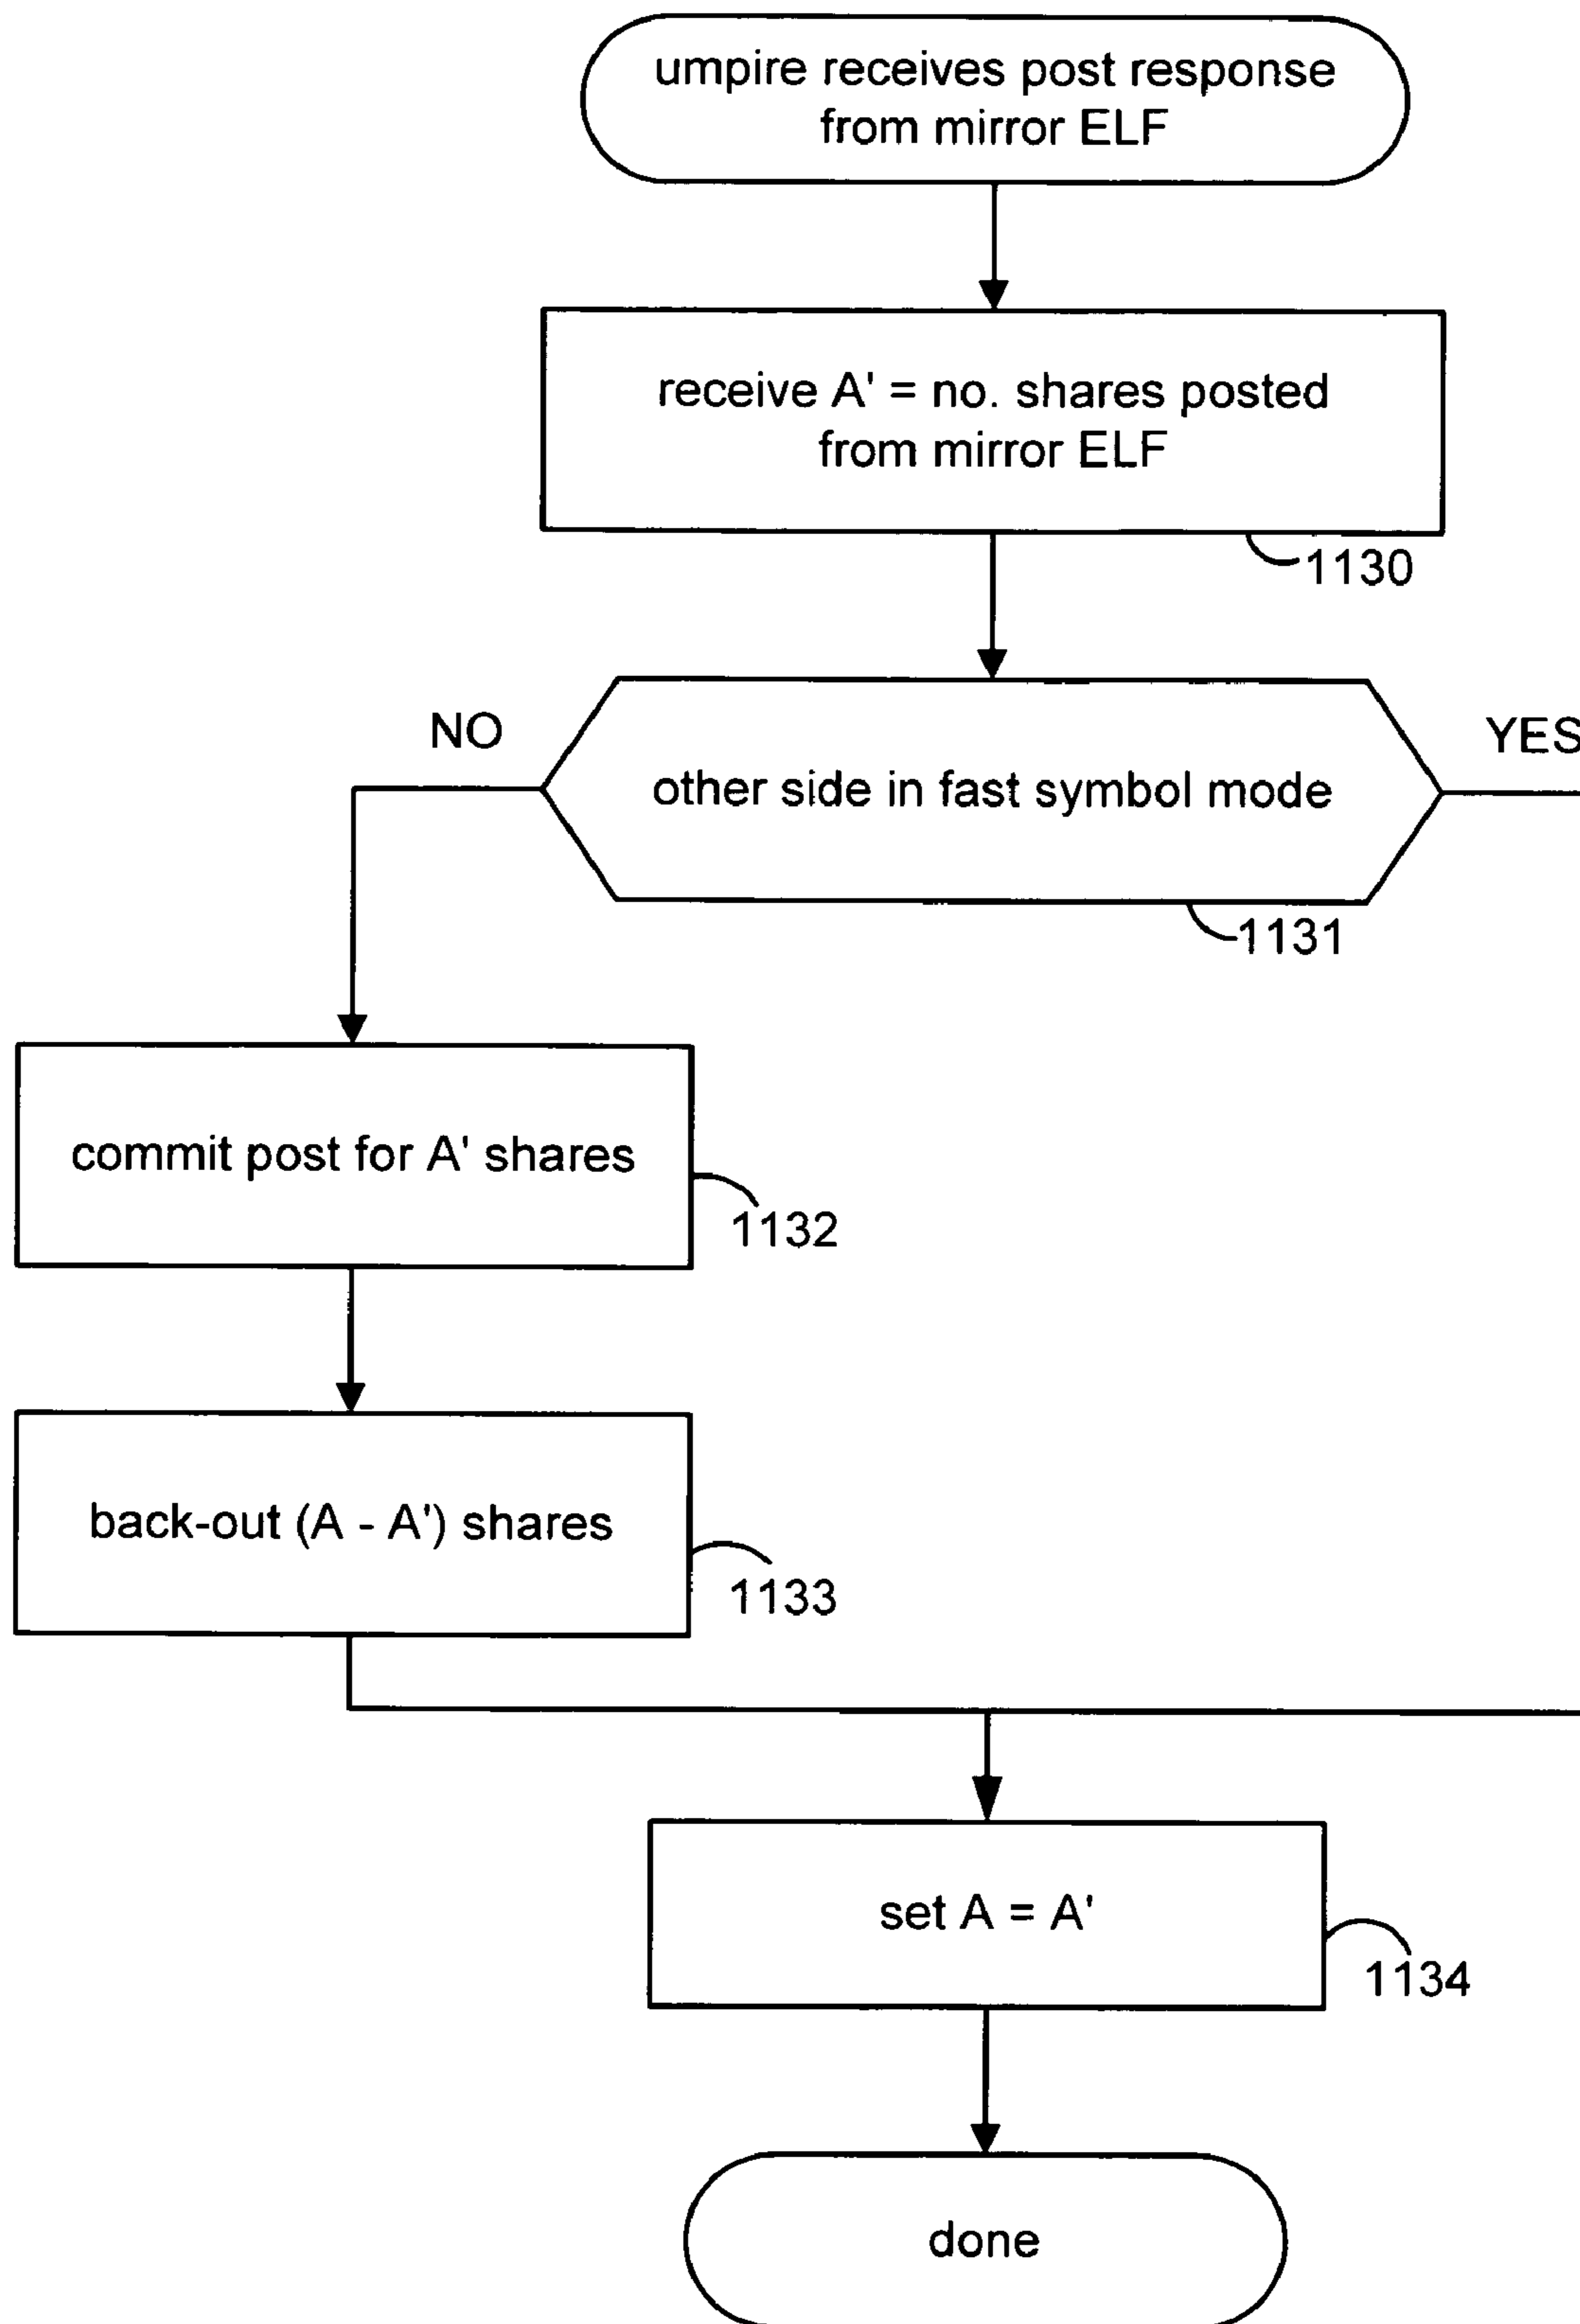 umpire receives post response
from mirror ELF
receive A' = no. shares posted
from mirror ELF
1130
NO
YES
other side in fast symbol mode
1131
commit post for A' shares
1132
back-out (A - A') shares
1133
set A = A'
1134
done